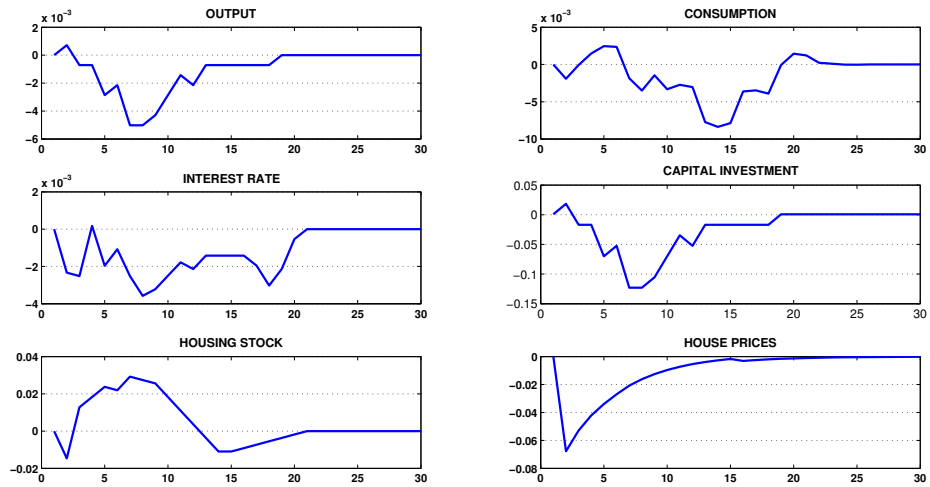 OUTPUT
x 10⁻³
2
0
−2
−4
−6
0 5 10 15 20 25 30
CONSUMPTION
x 10⁻³
5
0
−5
−10
0 5 10 15 20 25 30
INTEREST RATE
x 10⁻³
2
0
−2
−4
0 5 10 15 20 25 30
CAPITAL INVESTMENT
0.05
0
−0.05
−0.1
−0.15
0 5 10 15 20 25 30
HOUSING STOCK
0.04
0.02
0
−0.02
0 5 10 15 20 25 30
HOUSE PRICES
0
−0.02
−0.04
−0.06
−0.08
0 5 10 15 20 25 30